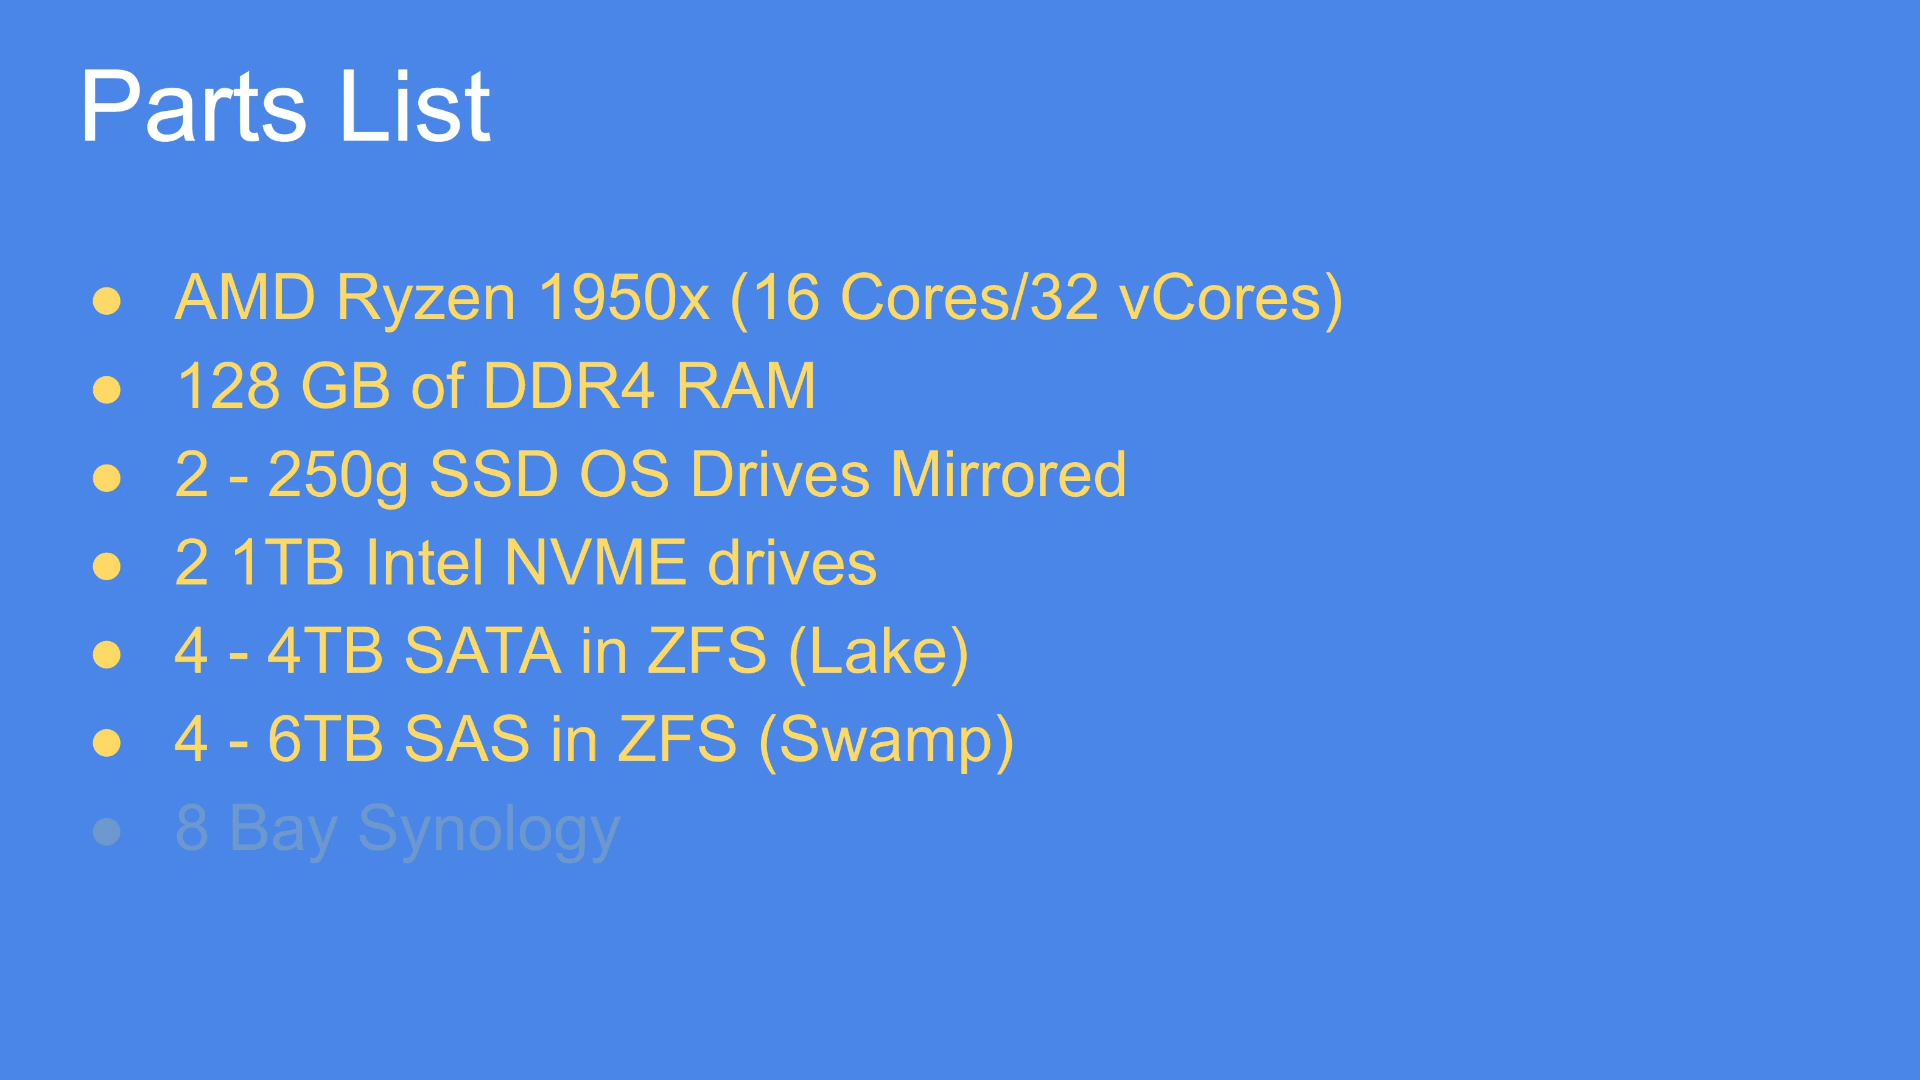 Parts List
● AMD Ryzen 1950x (16 Cores/32 vCores)
● 128 GB of DDR4 RAM
● 2 - 250g SSD OS Drives Mirrored
● 2 1TB Intel NVME drives
● 4 - 4TB SATA in ZFS (Lake)
● 4 - 6TB SAS in ZFS (Swamp)
● 8 Bay Synology